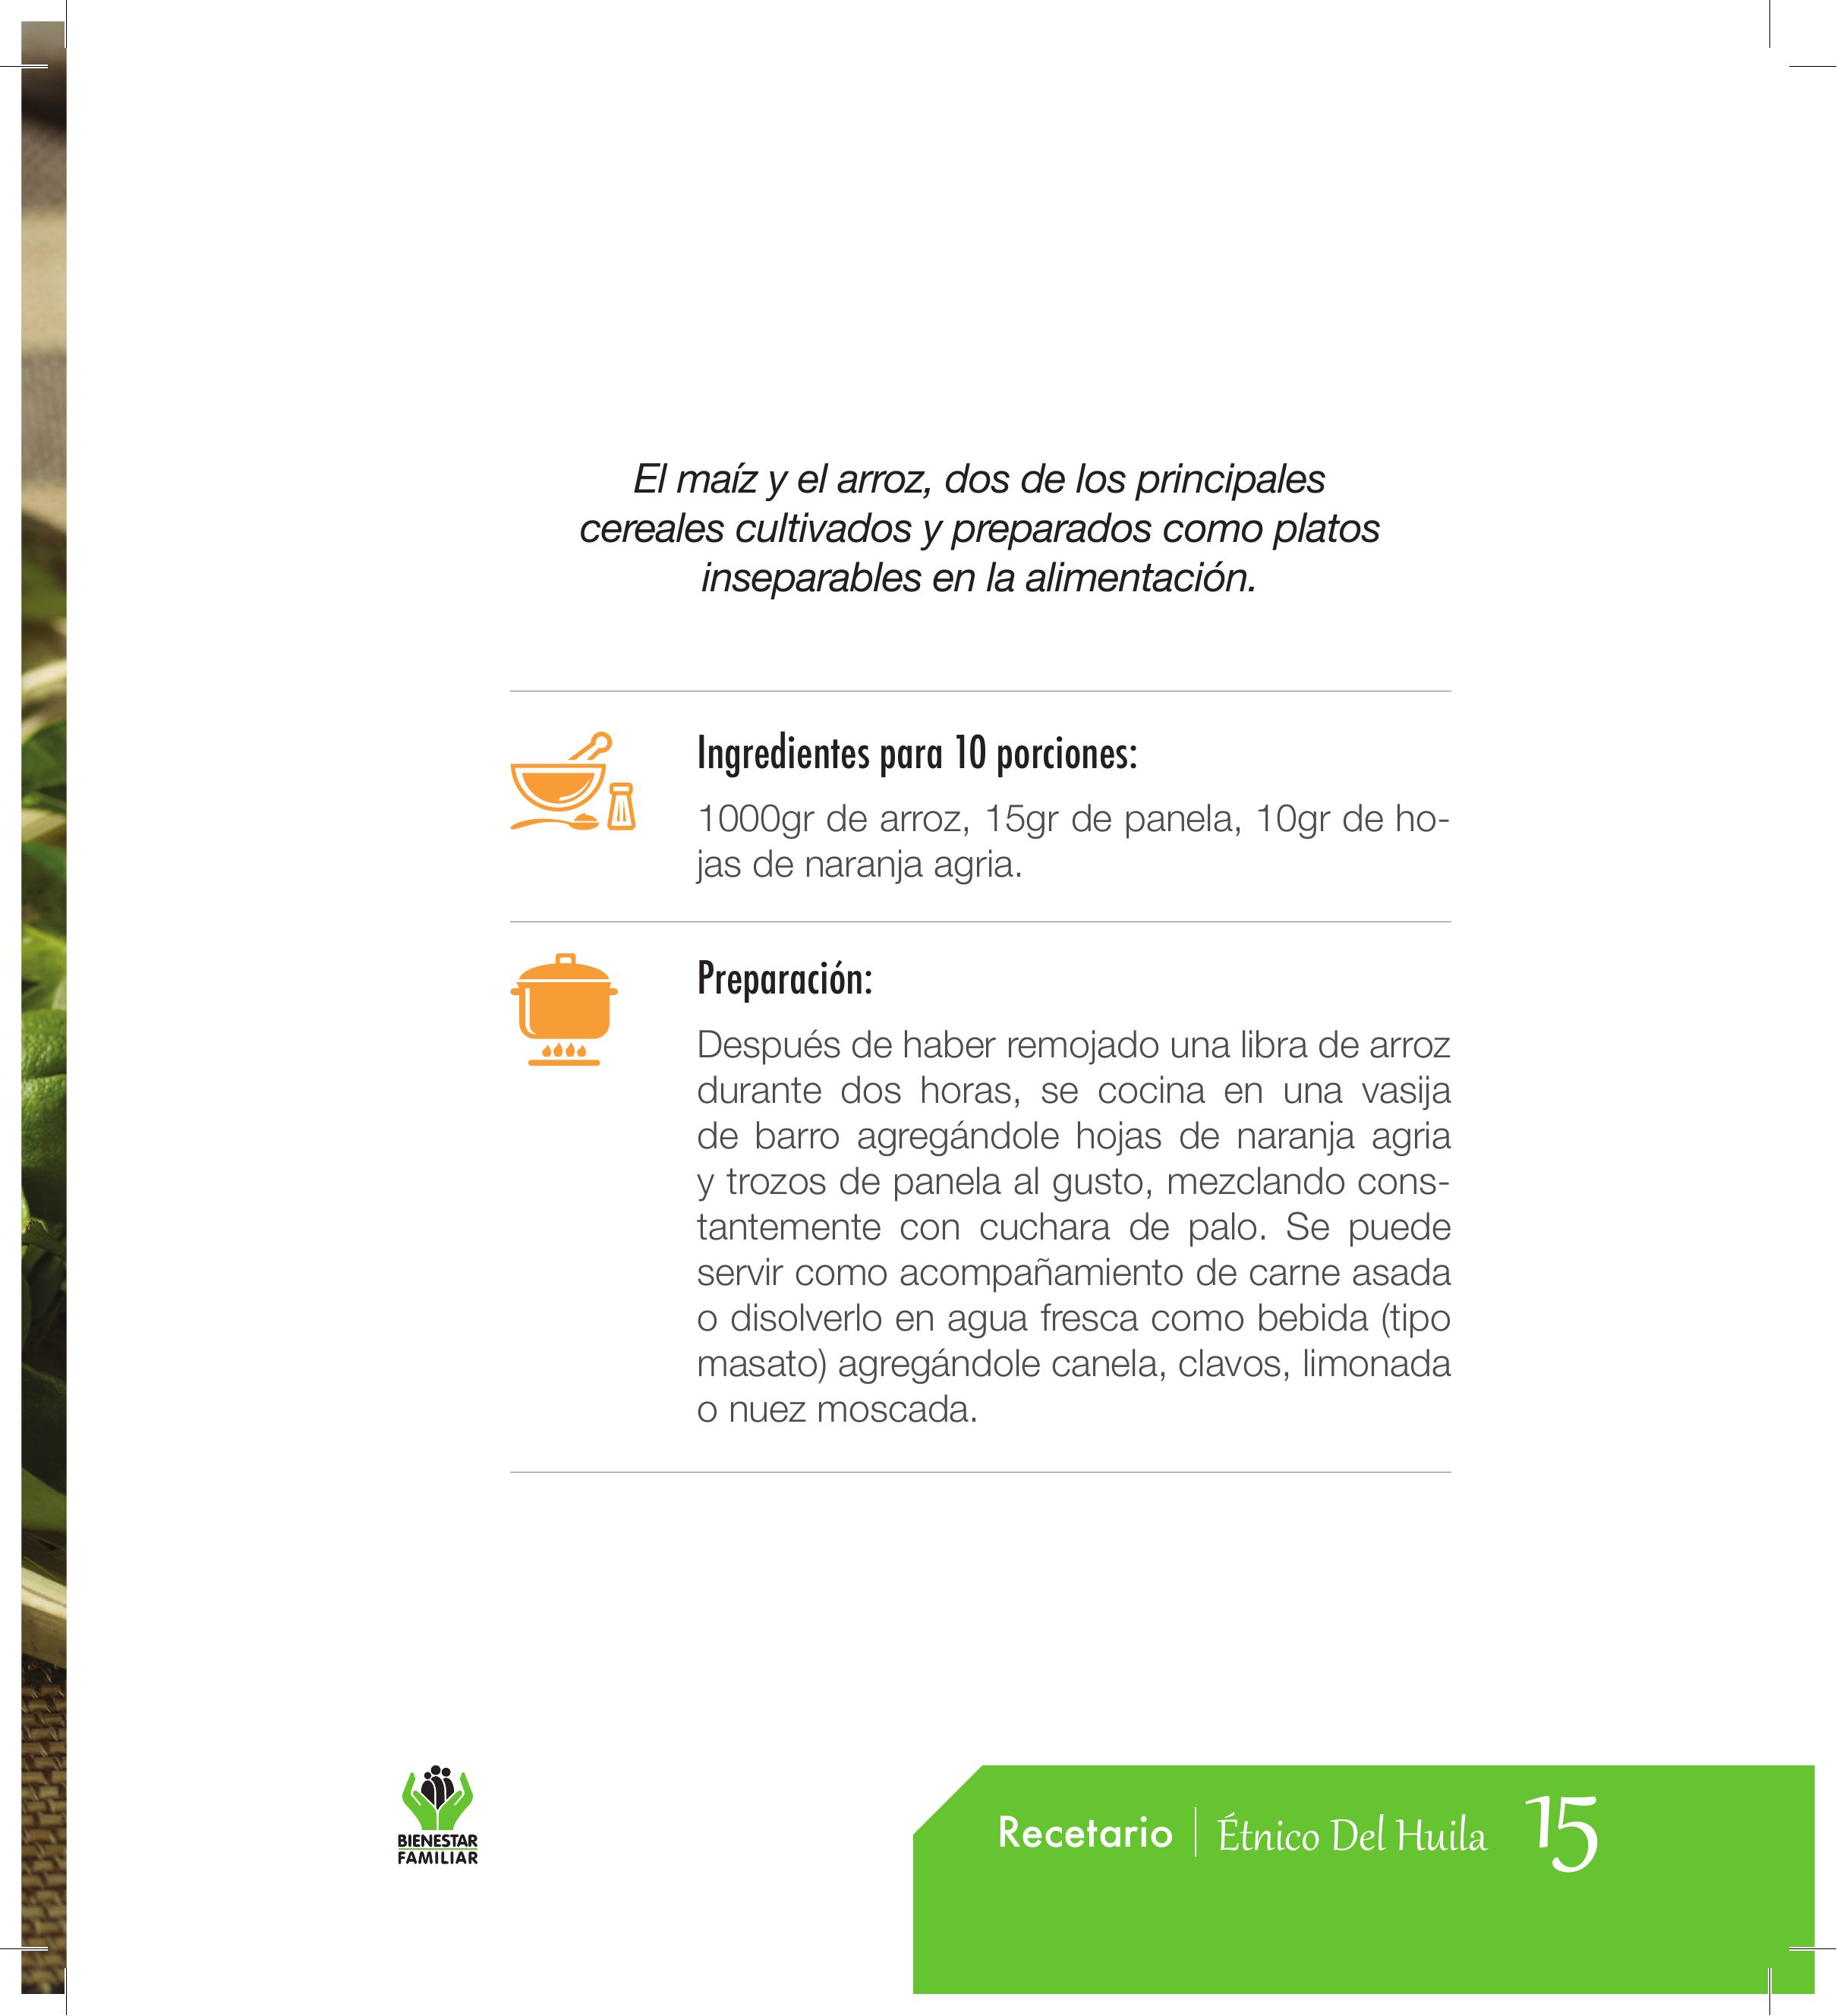 El maíz y el arroz, dos de los principales
cereales cultivados y preparados como platos
inseparables en la alimentación.
Ingredientes para 10 porciones:
1000gr de arroz, 15gr de panela, 10gr de ho-
jas de naranja agria.
Preparación:
Después de haber remojado una libra de arroz
durante dos horas, se cocina en una vasija
de barro agregándole hojas de naranja agria
y trozos de panela al gusto, mezclando cons-
tantemente con cuchara de palo. Se puede
servir como acompañamiento de carne asada
o disolverlo en agua fresca como bebida (tipo
masato) agregándole canela, clavos, limonada
o nuez moscada.
BIENESTAR
FAMILIAR
Recetario | Étnico Del Huila 15